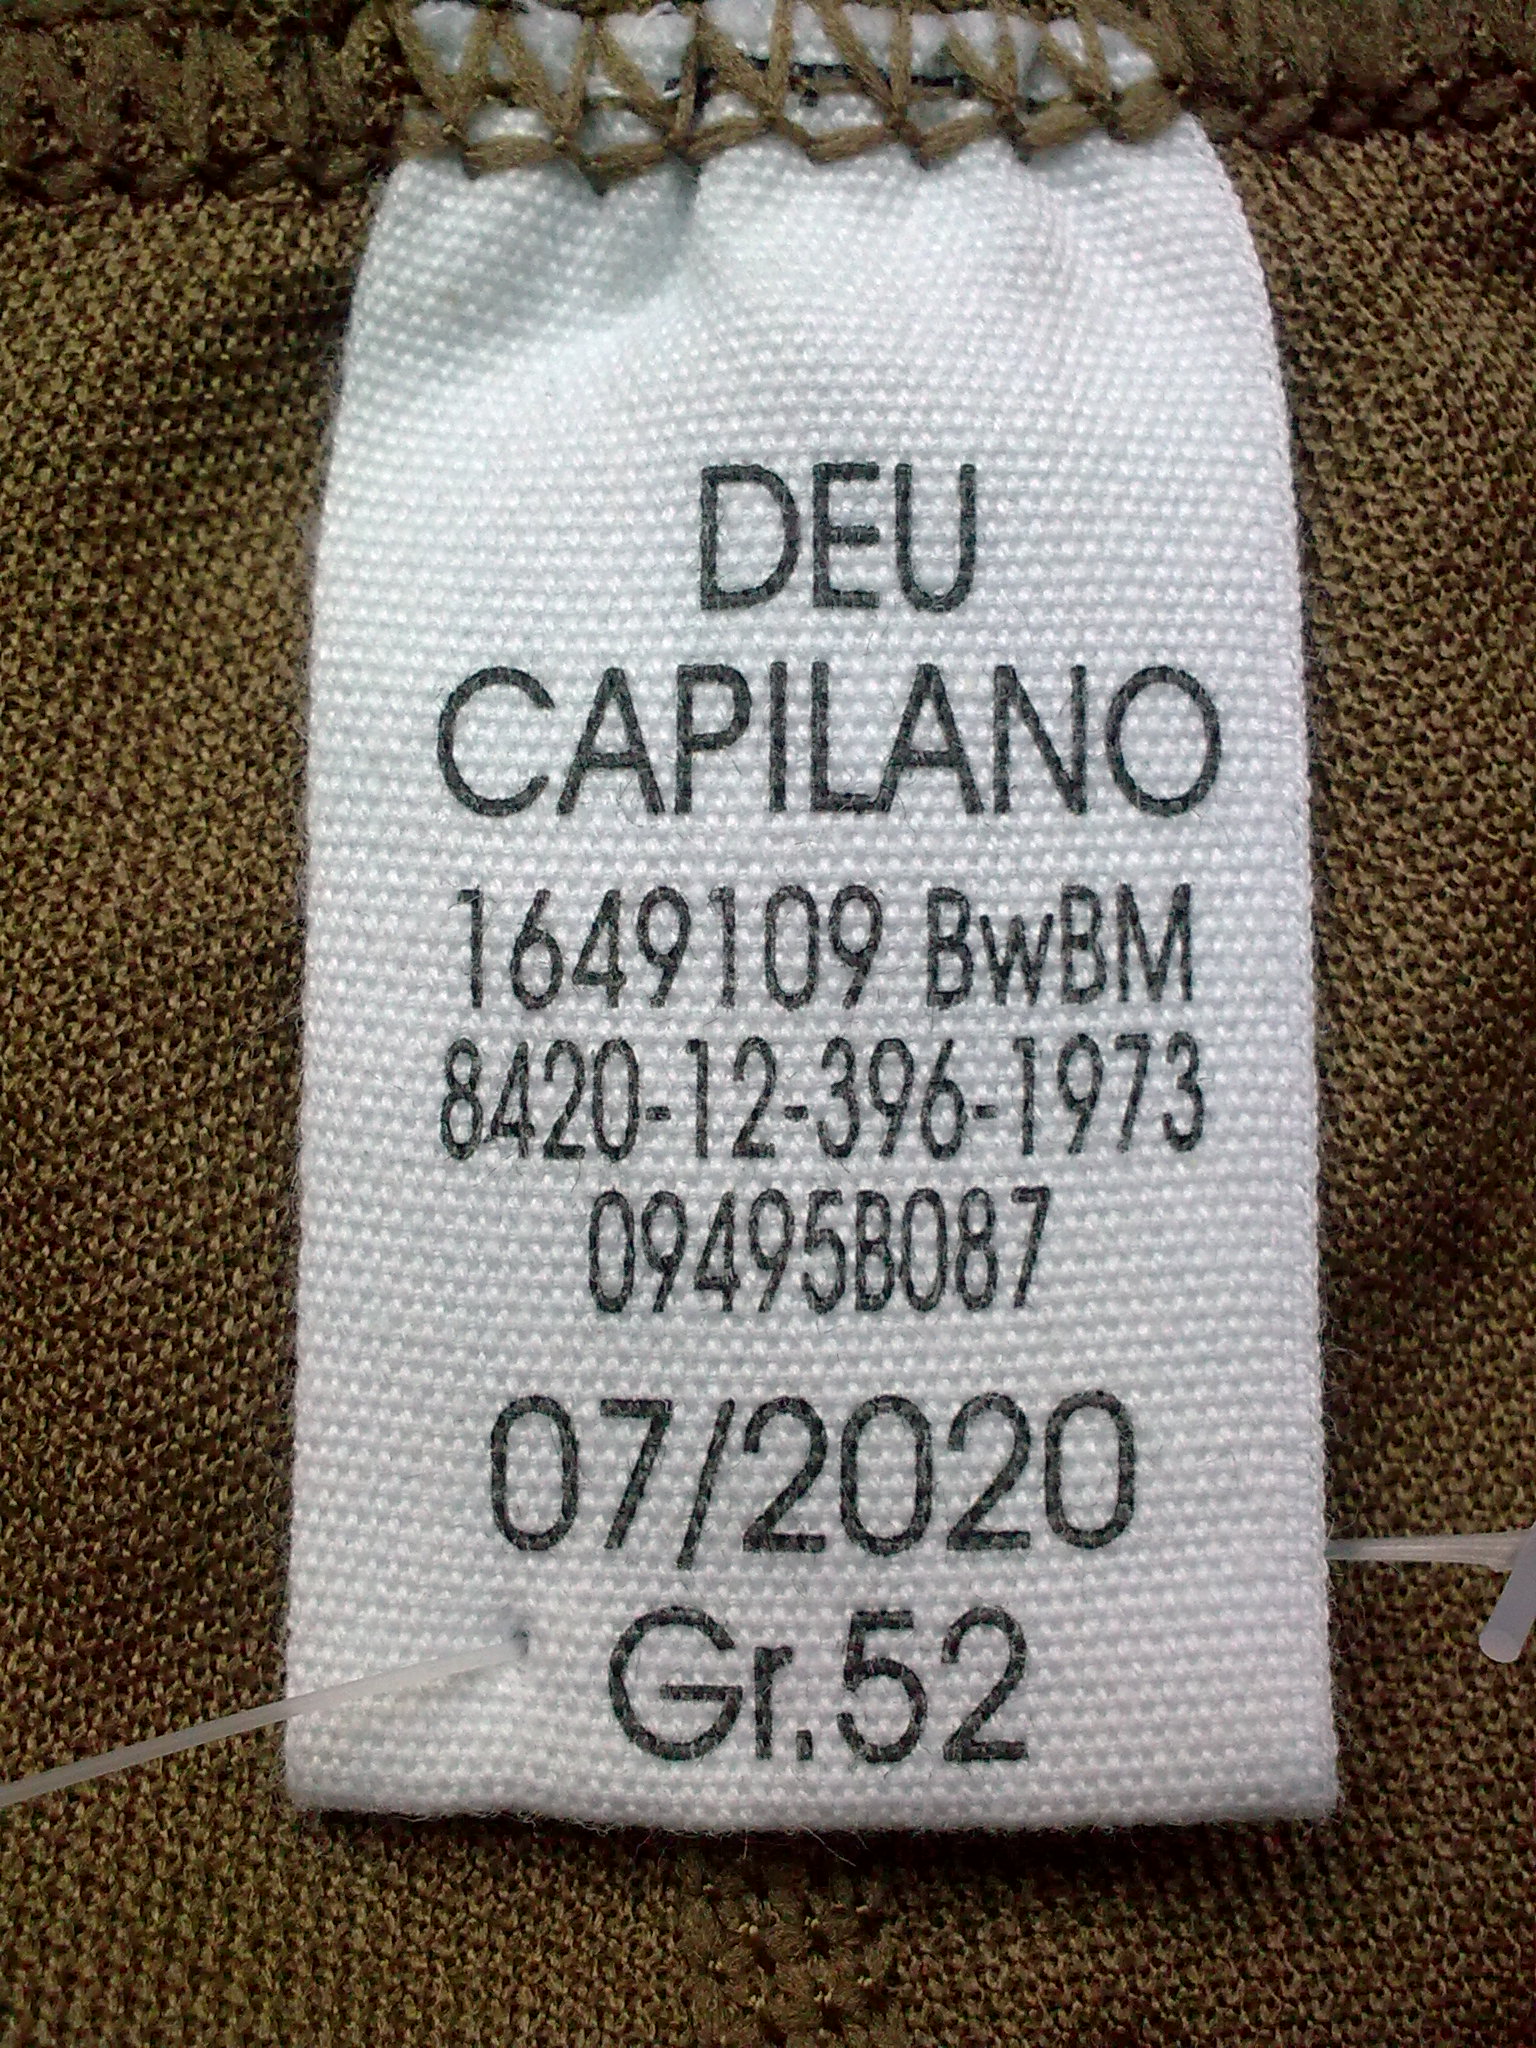 DEU
CAPILANO
1649109 BwBM
8420-12-396-1973
09495B087
07/2020
Gr.52